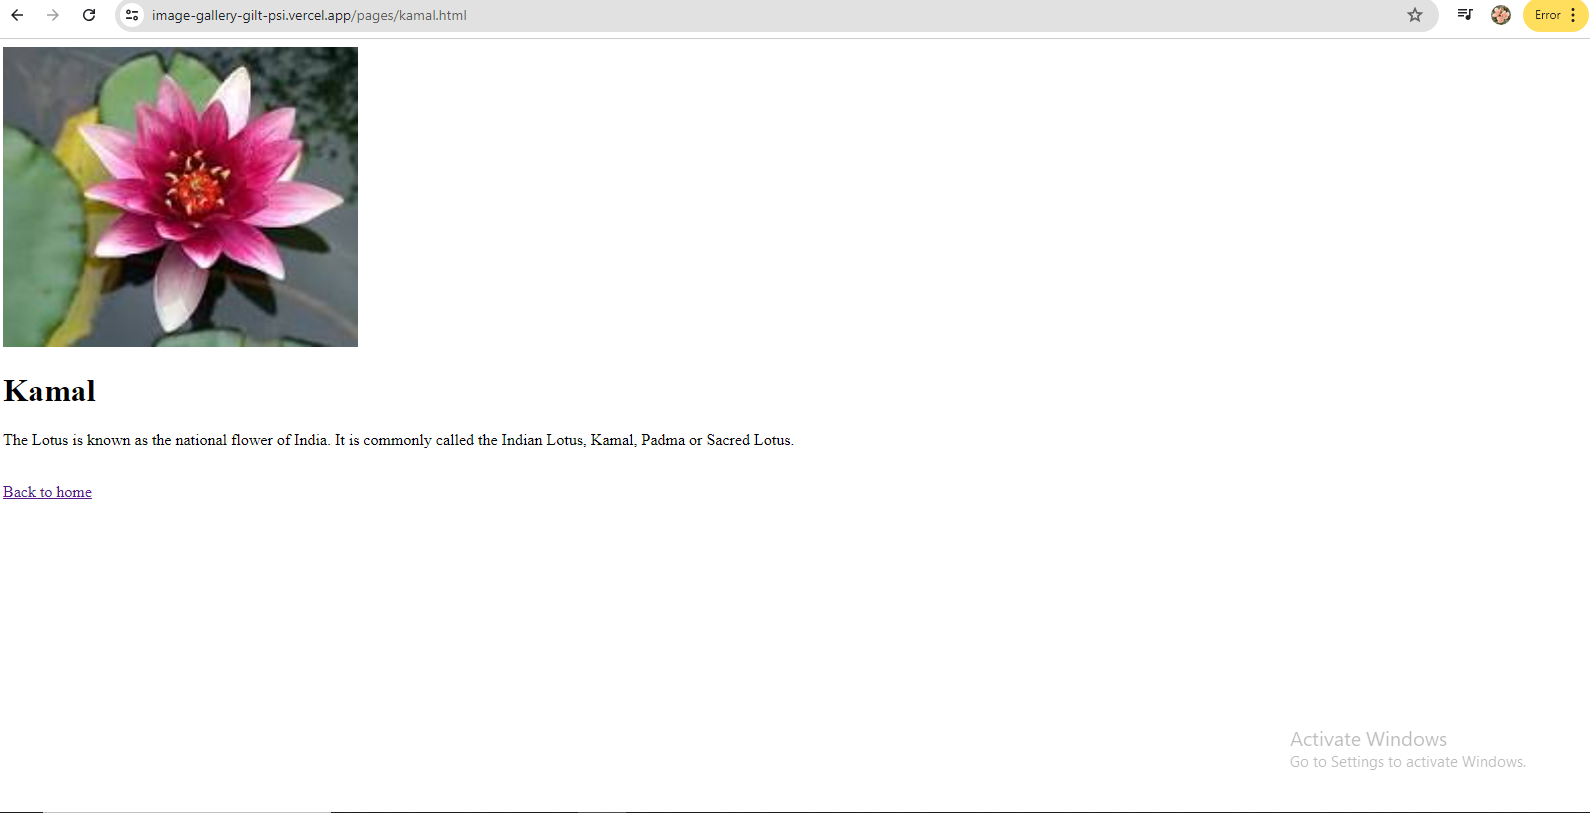 image-gallery-gilt-psi.vercel.app/pages/kamal.html
Error
Kamal
The Lotus is known as the national flower of India. It is commonly called the Indian Lotus, Kamal, Padma or Sacred Lotus.
Back to home
Activate Windows
Go to Settings to activate Windows.